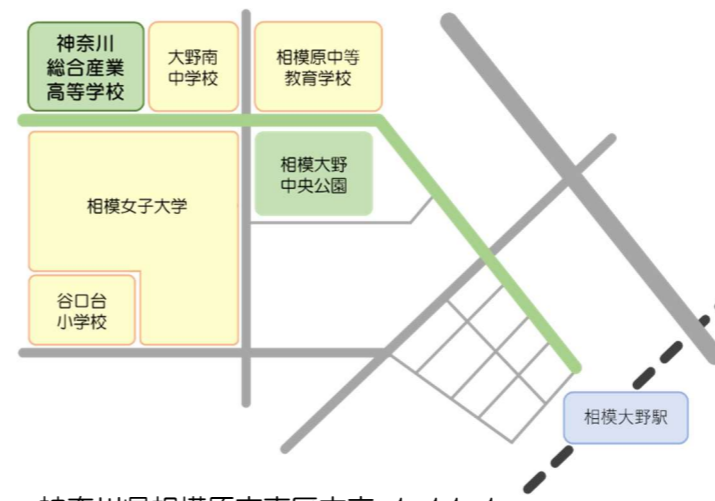 神奈川
総合産業
高等学校
大野南
中学校
相模原中等
教育学校
相模大野
中央公園
相模女子大学
谷口台
小学校
相模大野駅